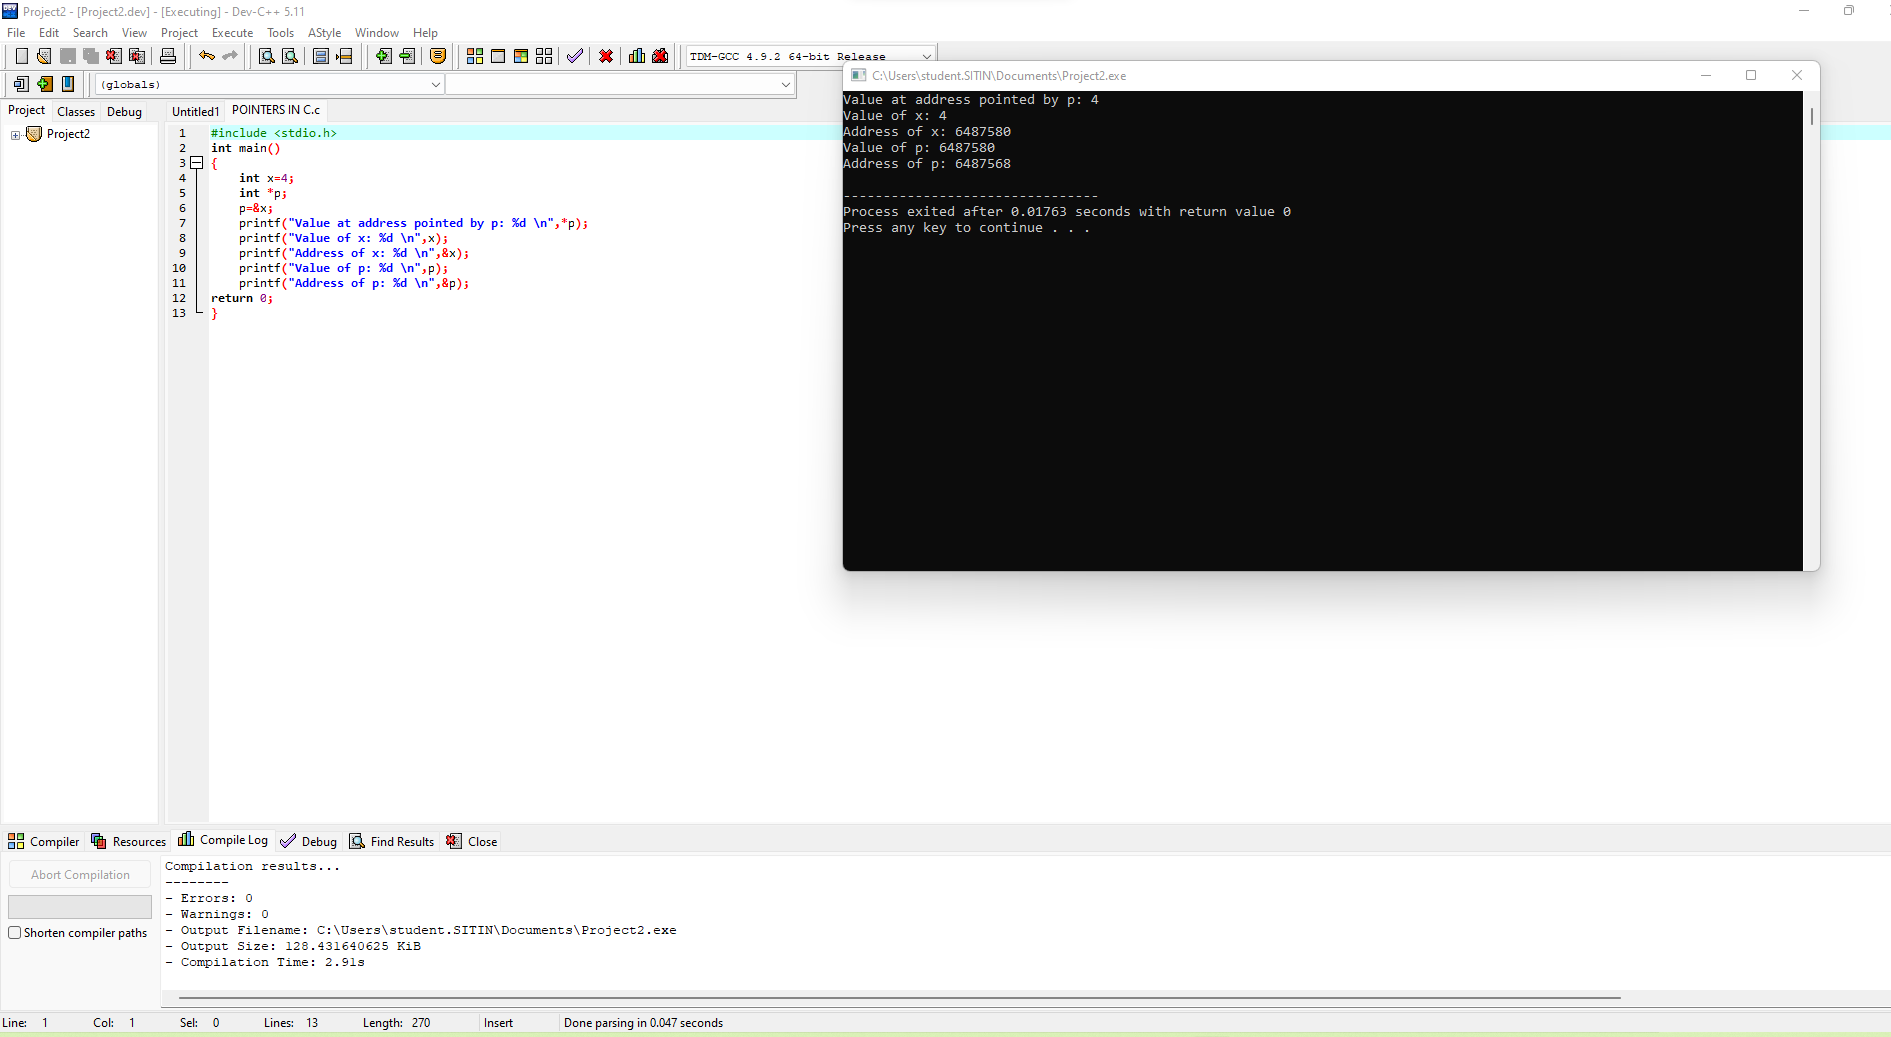 Project2 - [Project2.dev] - [Executing] - Dev-C++ 5.11
File Edit Search View Project Execute Tools AStyle Window Help
TDM-GCC 4.9.2 64-bit Release
(globals)
Project Classes Debug
Project2
Untitled1 POINTERS IN C.c
1 #include <stdio.h>
2 int main()
3 {
4 int x=4;
5 int *p;
6 p=&x;
7 printf("Value at address pointed by p: %d \n",*p);
8 printf("Value of x: %d \n",x);
9 printf("Address of x: %d \n",&x);
10 printf("Value of p: %d \n",p);
11 printf("Address of p: %d \n",&p);
12 return 0;
13 }
C:\Users\student.SITIN\Documents\Project2.exe
Value at address pointed by p: 4
Value of x: 4
Address of x: 6487580
Value of p: 6487580
Address of p: 6487568
--------------------------------
Process exited after 0.01763 seconds with return value 0
Press any key to continue . . .
Compiler Resources Compile Log Debug Find Results Close
Abort Compilation
Shorten compiler paths
Compilation results...
--------
- Errors: 0
- Warnings: 0
- Output Filename: C:\Users\student.SITIN\Documents\Project2.exe
- Output Size: 128.431640625 KiB
- Compilation Time: 2.91s
Line: 1 Col: 1 Sel: 0 Lines: 13 Length: 270 Insert Done parsing in 0.047 seconds